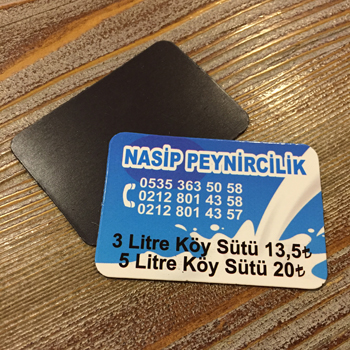 NASİP PEYNİRCİLİK
0535 363 50 58
0212 801 43 58
0212 801 43 57
3 Litre Köy Sütü 13,5₺
5 Litre Köy Sütü 20₺